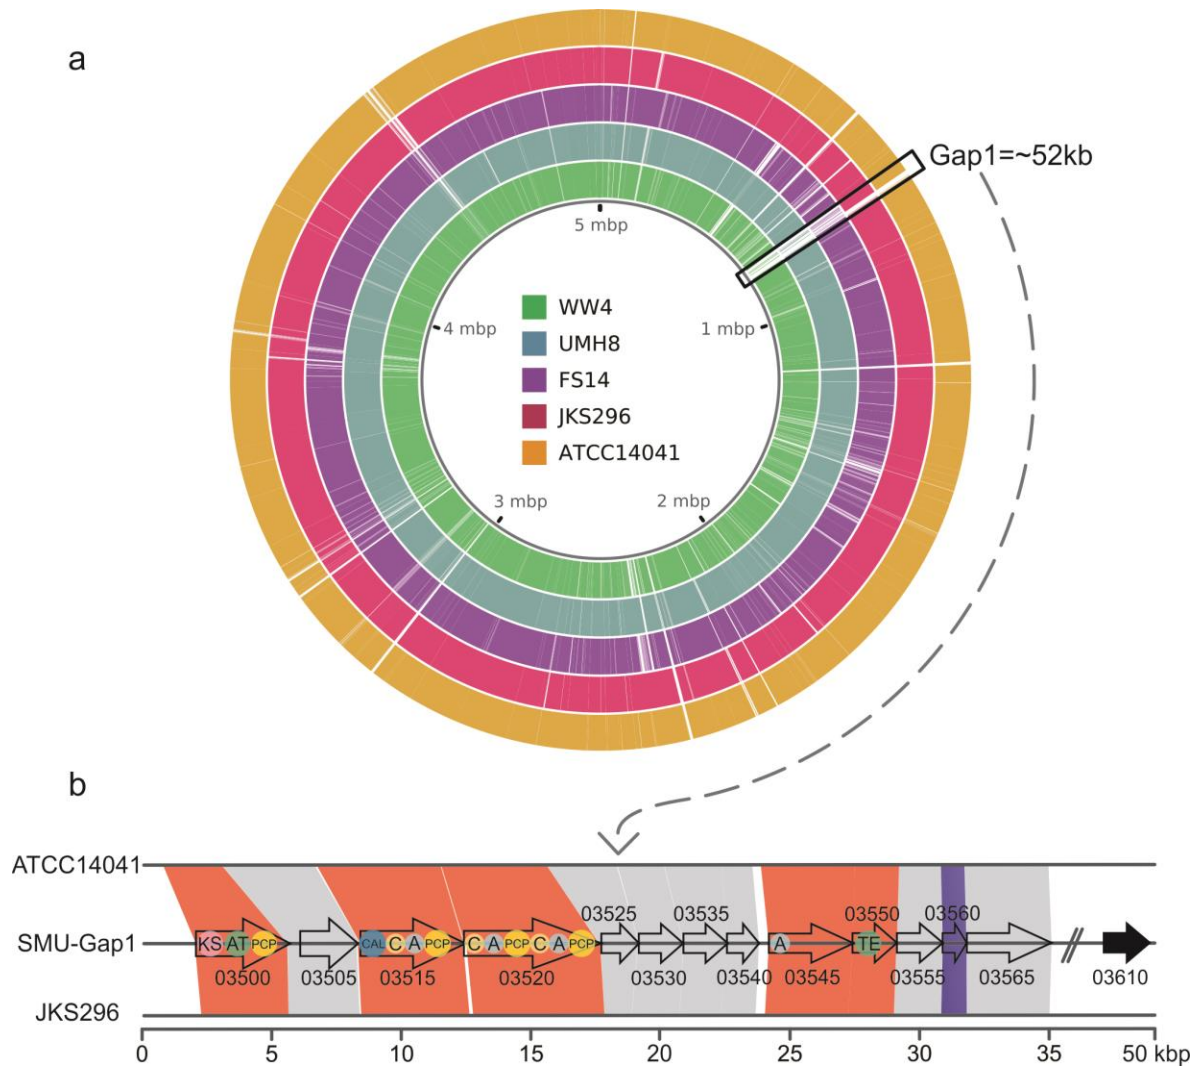 a
Gap1=~52kb
5 mbp
4 mbp
1 mbp
WW4
UMH8
FS14
JKS296
ATCC14041
3 mbp
2 mbp
b
ATCC14041
03525 03535 03550 03560
SMU-Gap1 KS AT PCP CAL C A PCP C A PCP C A PCP A TE
03500 03505 03515 03520 03530 03540 03545 03555 03565 03610
JKS296
0 5 10 15 20 25 30 35 50 kbp